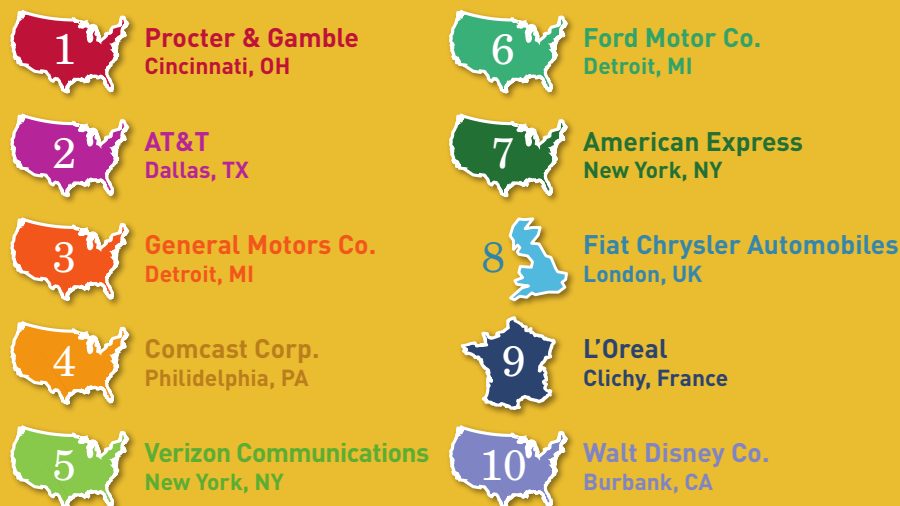 1
Procter & Gamble
Cincinnati, OH
2
AT&T
Dallas, TX
3
General Motors Co.
Detroit, MI
4
Comcast Corp.
Philidelphia, PA
5
Verizon Communications
New York, NY
6
Ford Motor Co.
Detroit, MI
7
American Express
New York, NY
8
Fiat Chrysler Automobiles
London, UK
9
L’Oreal
Clichy, France
10
Walt Disney Co.
Burbank, CA